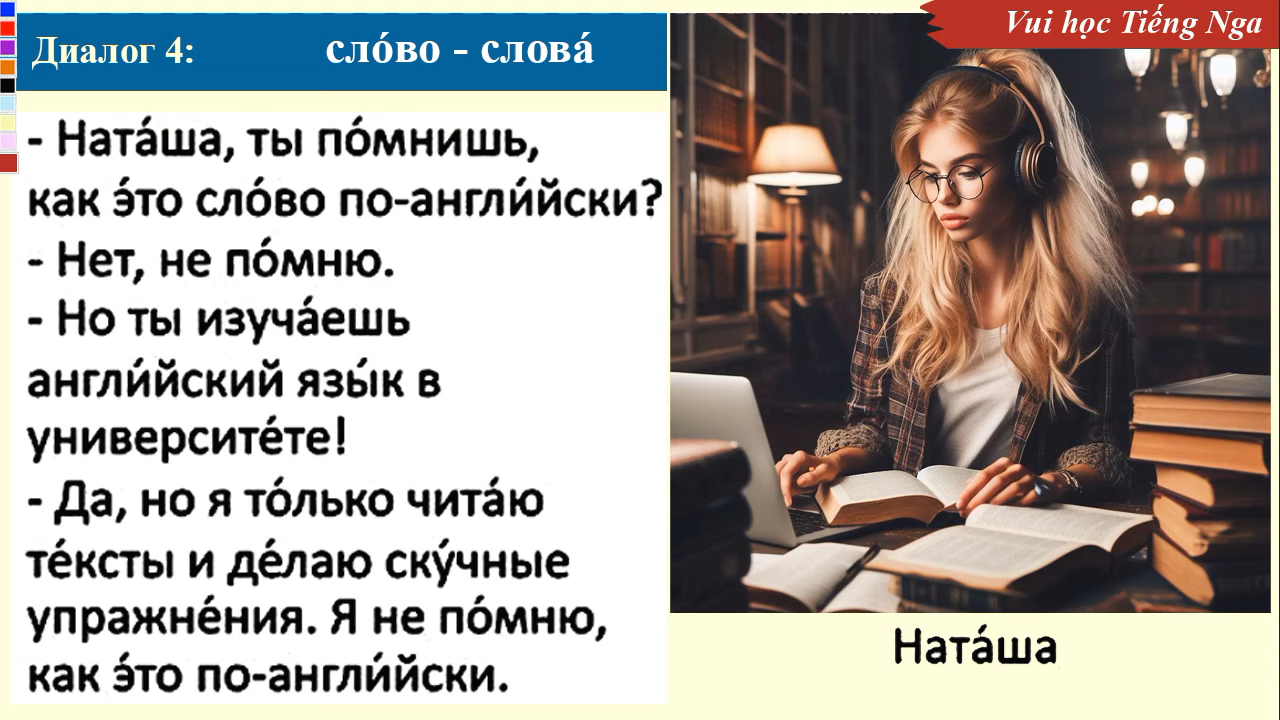 Диалог 4:
сло́во - слова́
Vui học Tiếng Nga
- Ната́ша, ты по́мнишь,
как э́то сло́во по-англи́йски?
- Нет, не по́мню.
- Но ты изуча́ешь
англи́йский язы́к в
университе́те!
- Да, но я то́лько чита́ю
те́ксты и де́лаю ску́чные
упражне́ния. Я не по́мню,
как э́то по-англи́йски.
Ната́ша